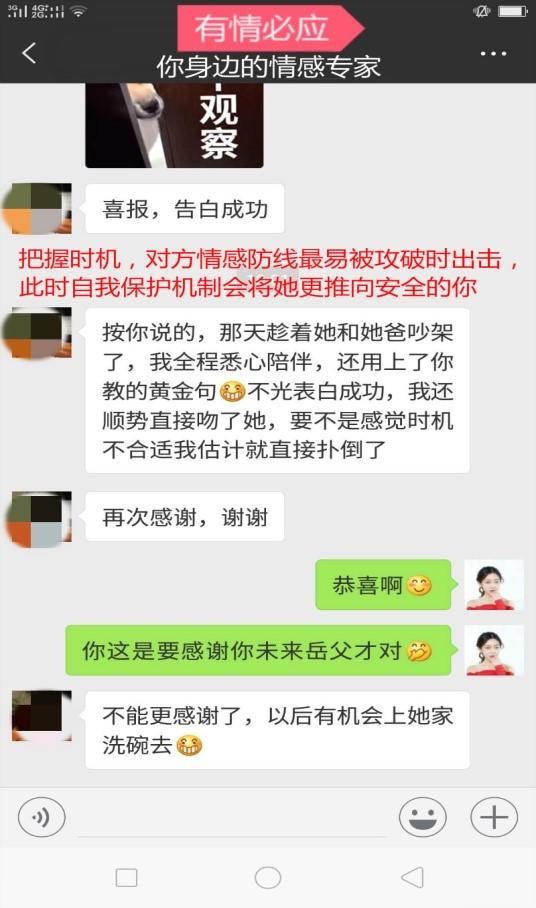 3G
4G
2G
有情必应
你身边的情感专家
观
察
喜报，告白成功
把握时机，对方情感防线最易被攻破时出击，
此时自我保护机制会将她更推向安全的你
按你说的，那天趁着她和她爸吵架
了，我全程悉心陪伴，还用上了你
教的黄金句😁不光表白成功，我还
顺势直接吻了她，要不是感觉时机
不合适我估计就直接扑倒了
再次感谢，谢谢
恭喜啊😊
你这是要感谢你未来岳父才对🤭
不能更感谢了，以后有机会上她家
洗碗去😁